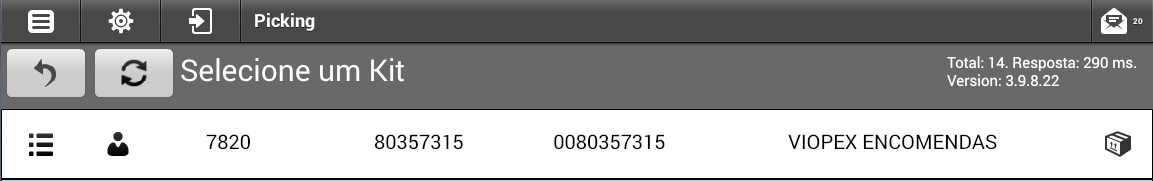 Picking
20
Selecione um Kit
Total: 14. Resposta: 290 ms.
Version: 3.9.8.22
7820 80357315 0080357315 VIOPEX ENCOMENDAS